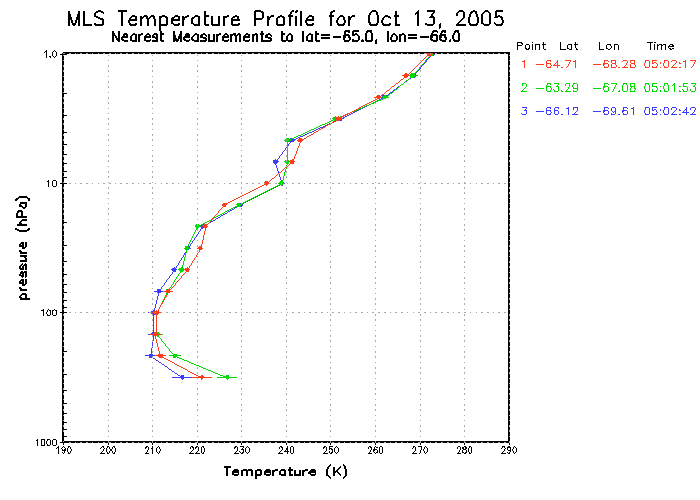 MLS Temperature Profile for Oct 13, 2005
Nearest Measurements to lat=-65.0, lon=-66.0
Point Lat Lon Time
1 -64.71 -68.28 05:02:17
2 -63.29 -67.08 05:01:53
3 -66.12 -69.61 05:02:42
1.0
10
100
1000
pressure (hPa)
190 200 210 220 230 240 250 260 270 280 290
Temperature (K)